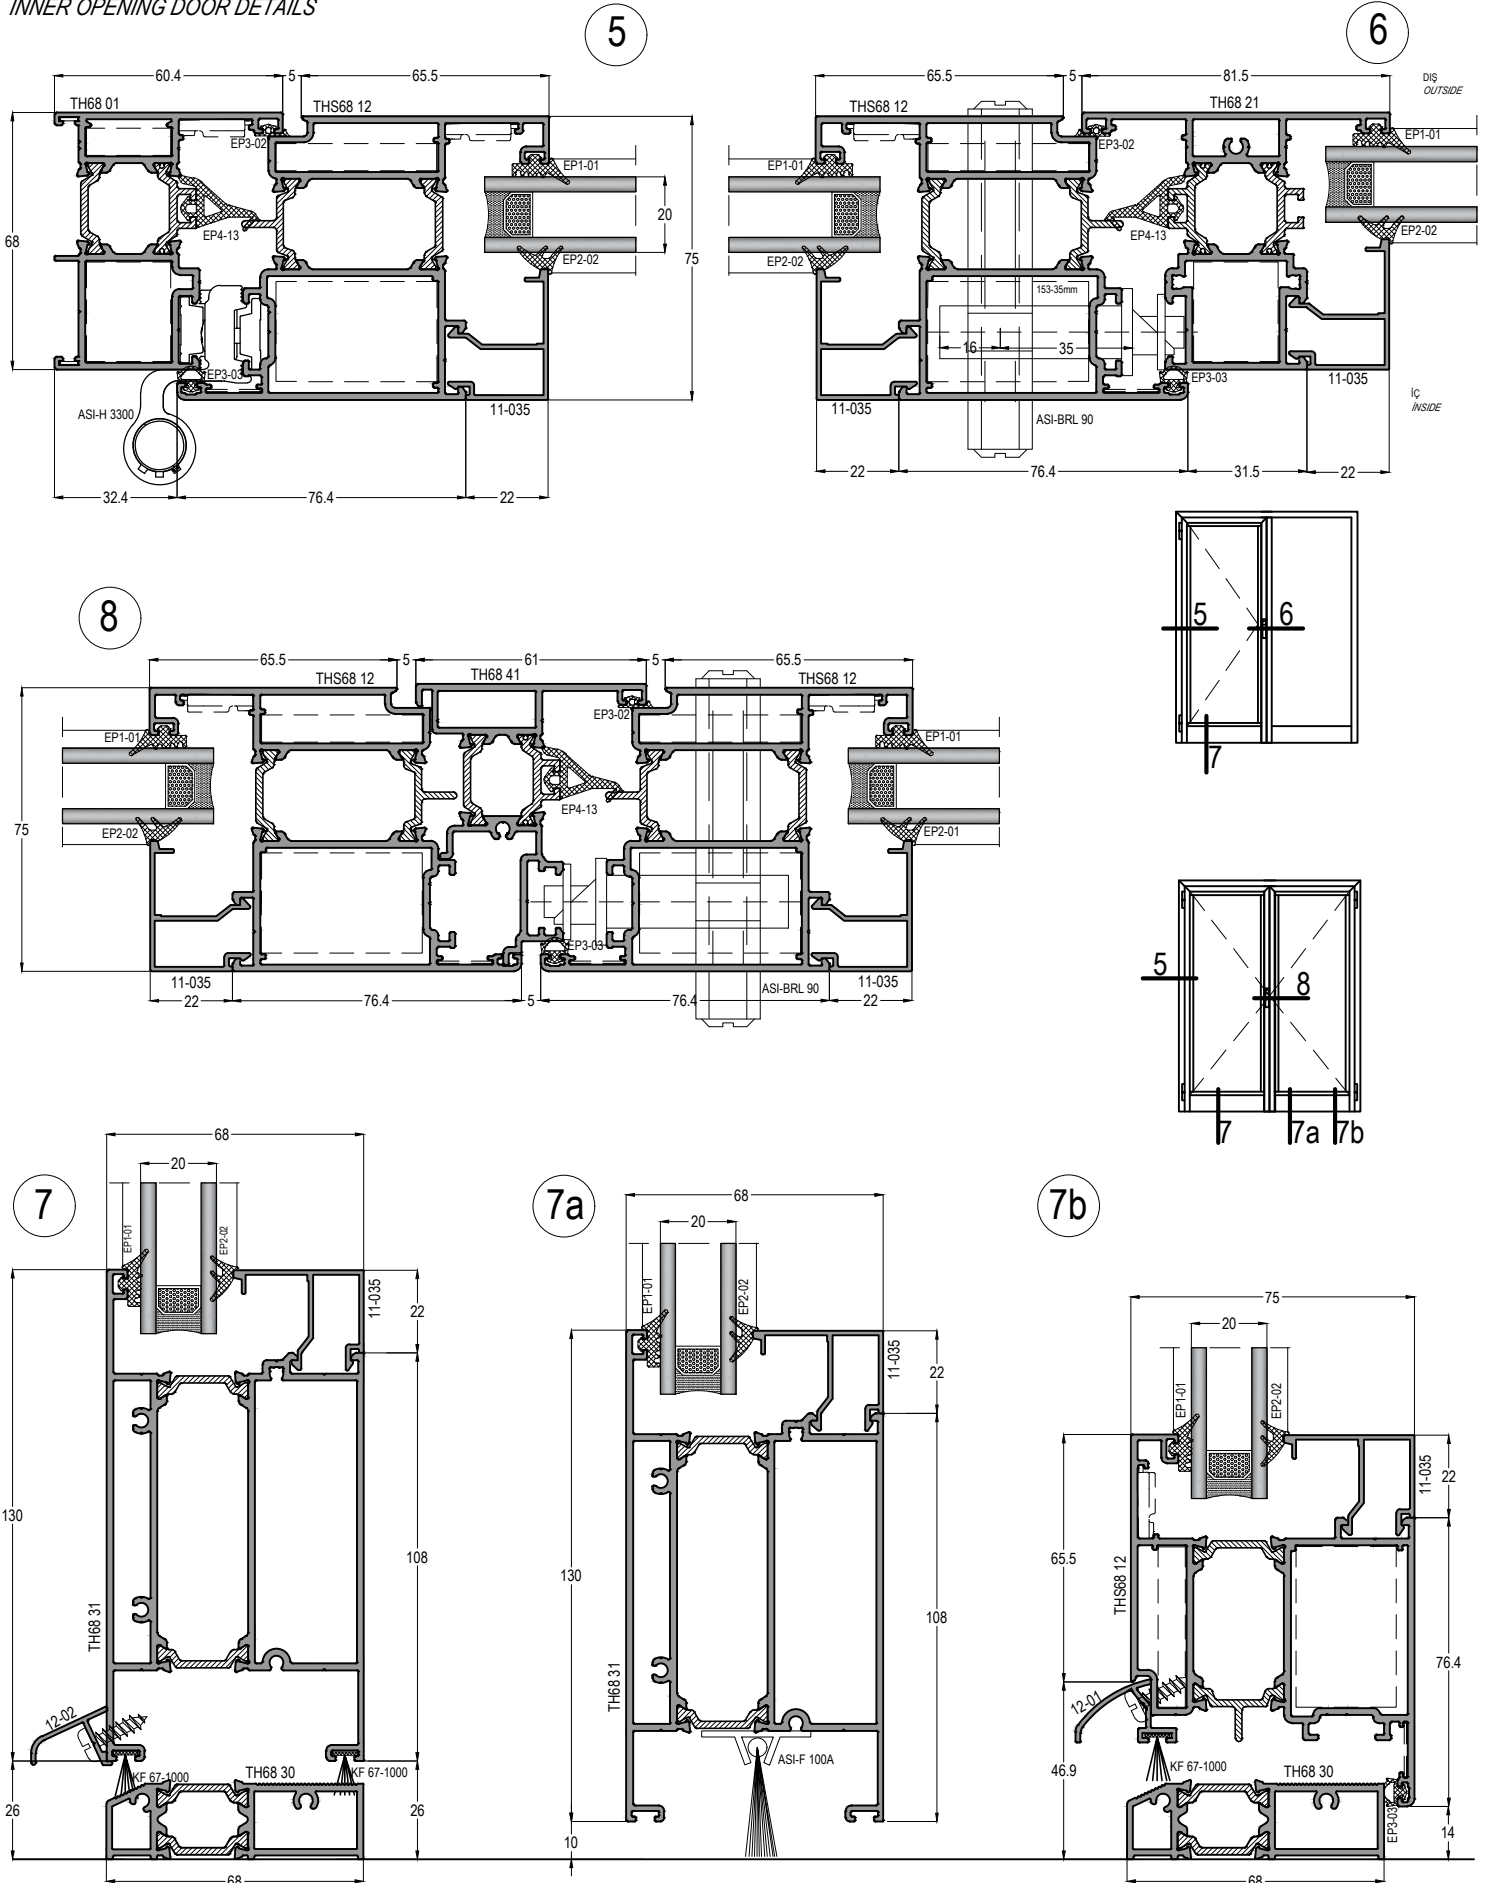 INNER OPENING DOOR DETAILS
5
60.4
5
65.5
TH68 01
THS68 12
EP3-02
EP1-01
EP4-13
20
68
75
EP2-02
EP3-03
ASI-H 3300
11-035
32.4
76.4
22
6
65.5
5
81.5
DIŞ
OUTSIDE
THS68 12
TH68 21
EP3-02
EP1-01
EP1-01
EP4-13
EP2-02
EP2-02
153-35mm
16
35
EP3-03
11-035
11-035
ASI-BRL 90
İÇ
İNSIDE
22
76.4
31.5
22
5
6
7
8
65.5
5
61
5
65.5
THS68 12
TH68 41
THS68 12
EP3-02
EP1-01
EP1-01
EP4-13
EP2-02
EP2-01
75
EP3-03
11-035
ASI-BRL 90
11-035
22
76.4
5
76.4
22
5
8
7
7a
7b
7
68
20
EP1-01
EP2-02
11-035
22
130
108
TH68 31
12-02
KF 67-1000
TH68 30
KF 67-1000
26
26
68
7a
68
20
EP1-01
EP2-02
11-035
22
130
108
TH68 31
ASI-F 100A
10
7b
75
20
EP1-01
EP2-02
11-035
22
65.5
THS68 12
76.4
12-01
46.9
KF 67-1000
TH68 30
EP3-03
14
68